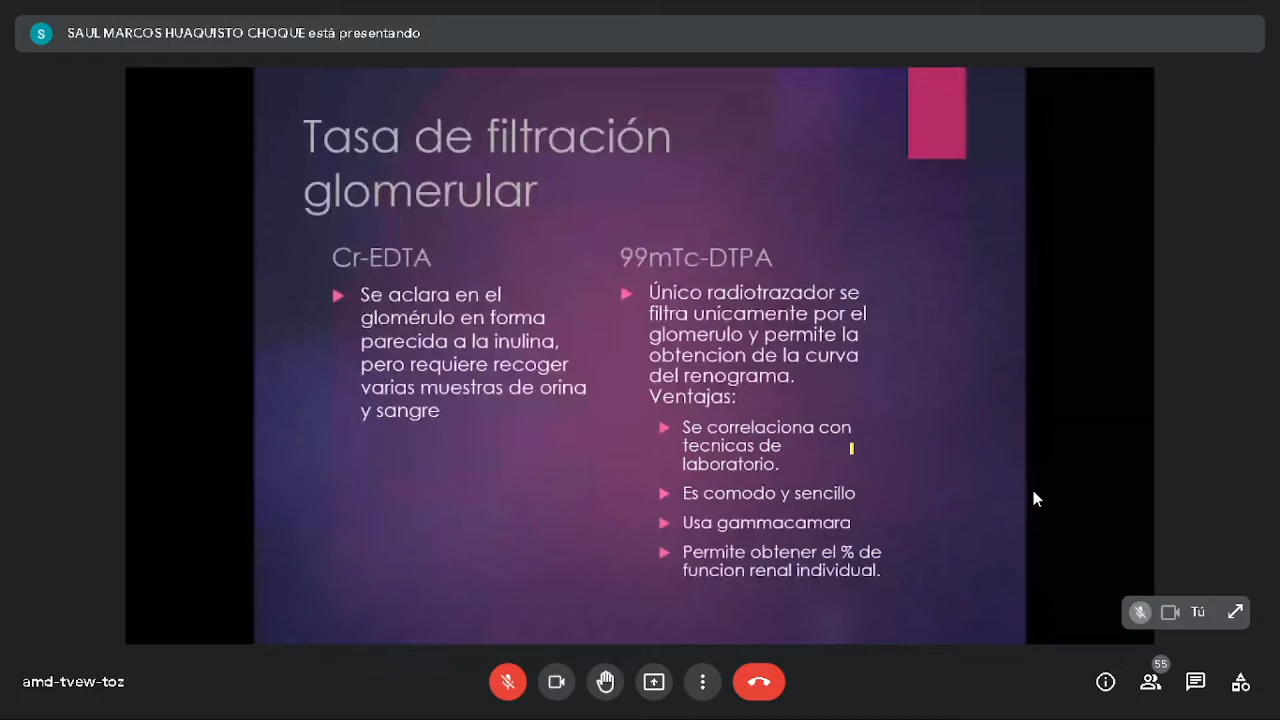 S SAUL MARCOS HUAQUISTO CHOQUE está presentando
Tasa de filtración
glomerular
Cr-EDTA
Se aclara en el
glomérulo en forma
parecida a la inulina,
pero requiere recoger
varias muestras de orina
y sangre
99mTc-DTPA
Único radiotrazador se
filtra unicamente por el
glomerulo y permite la
obtencion de la curva
del renograma.
Ventajas:
Se correlaciona con
tecnicas de
laboratorio.
Es comodo y sencillo
Usa gammacamara
Permite obtener el % de
funcion renal individual.
Tú
55
amd-tvew-toz